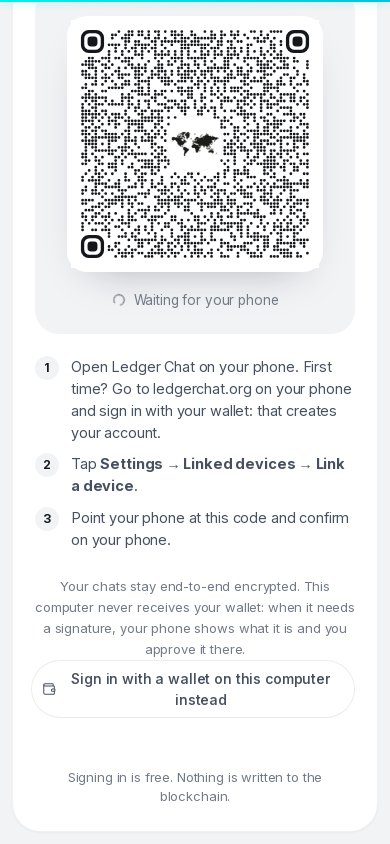 Waiting for your phone
1 Open Ledger Chat on your phone. First
time? Go to ledgerchat.org on your phone
and sign in with your wallet: that creates
your account.
2 Tap Settings → Linked devices → Link
a device.
3 Point your phone at this code and confirm
on your phone.
Your chats stay end-to-end encrypted. This
computer never receives your wallet: when it needs
a signature, your phone shows what it is and you
approve it there.
Sign in with a wallet on this computer
instead
Signing in is free. Nothing is written to the
blockchain.